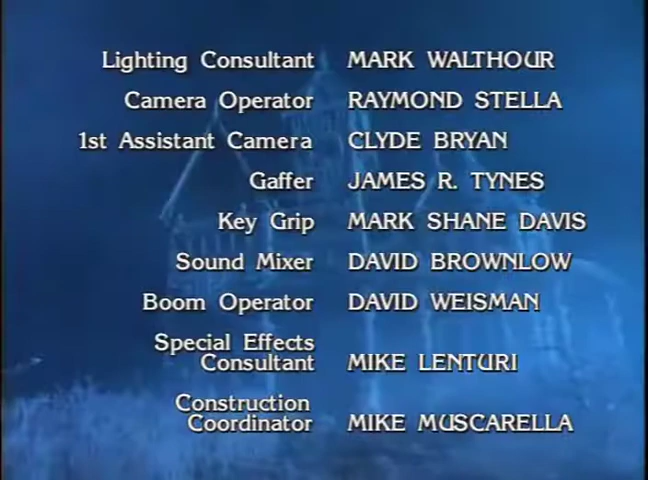 Lighting Consultant MARK WALTHOUR
Camera Operator RAYMOND STELLA
1st Assistant Camera CLYDE BRYAN
Gaffer JAMES R. TYNES
Key Grip MARK SHANE DAVIS
Sound Mixer DAVID BROWNLOW
Boom Operator DAVID WEISMAN
Special Effects
Consultant MIKE LENTURI
Construction
Coordinator MIKE MUSCARELLA